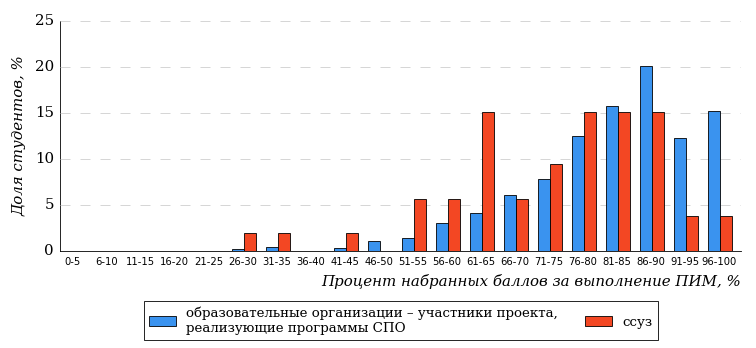 25
20
15
10
5
0
Доля студентов, %
0-5 6-10 11-15 16-20 21-25 26-30 31-35 36-40 41-45 46-50 51-55 56-60 61-65 66-70 71-75 76-80 81-85 86-90 91-95 96-100
Процент набранных баллов за выполнение ПИМ, %
образовательные организации – участники проекта,
реализующие программы СПО
ссуз